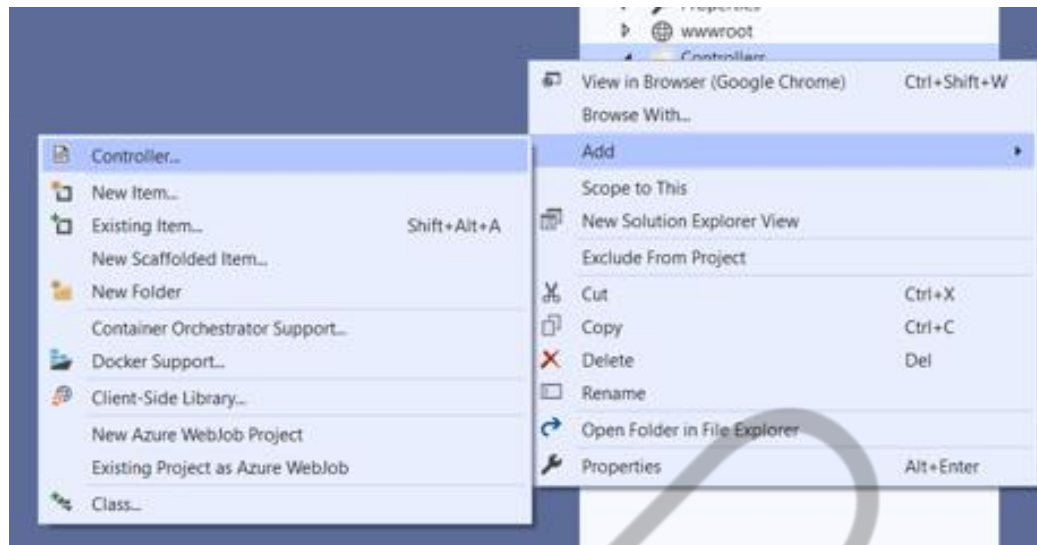 Properties
wwwroot
Controllers
View in Browser (Google Chrome) Ctrl+Shift+W
Browse With...
Add
Scope to This
New Solution Explorer View
Exclude From Project
Cut Ctrl+X
Copy Ctrl+C
Delete Del
Rename
Open Folder in File Explorer
Properties Alt+Enter
Controller...
New Item...
Existing Item... Shift+Alt+A
New Scaffolded Item...
New Folder
Container Orchestrator Support...
Docker Support...
Client-Side Library...
New Azure WebJob Project
Existing Project as Azure WebJob
Class...